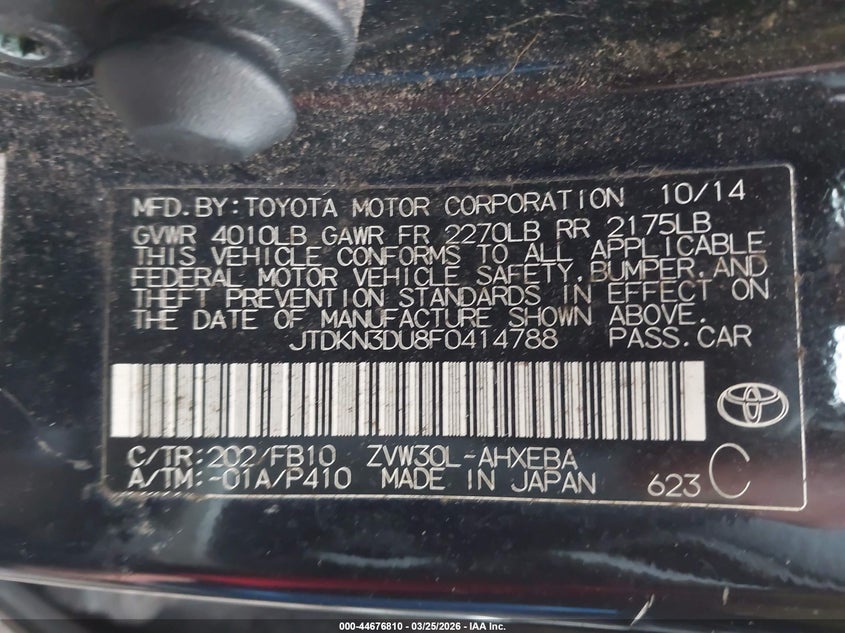 MFD.BY:TOYOTA MOTOR CORPORATION 10/14
GVWR 4010LB GAWR FR 2270LB RR 2175LB
THIS VEHICLE CONFORMS TO ALL APPLICABLE
FEDERAL MOTOR VEHICLE SAFETY,BUMPER,AND
THEFT PREVENTION STANDARDS IN EFFECT ON
THE DATE OF MANUFACTURE SHOWN ABOVE.
JTDKN3DU8F0414788 PASS.CAR
C/TR:202/FB10 ZVW30L-AHXEBA
A/TM:-01A/P410 MADE IN JAPAN 623 C
000-44676810 - 03/25/2026 - IAA Inc.